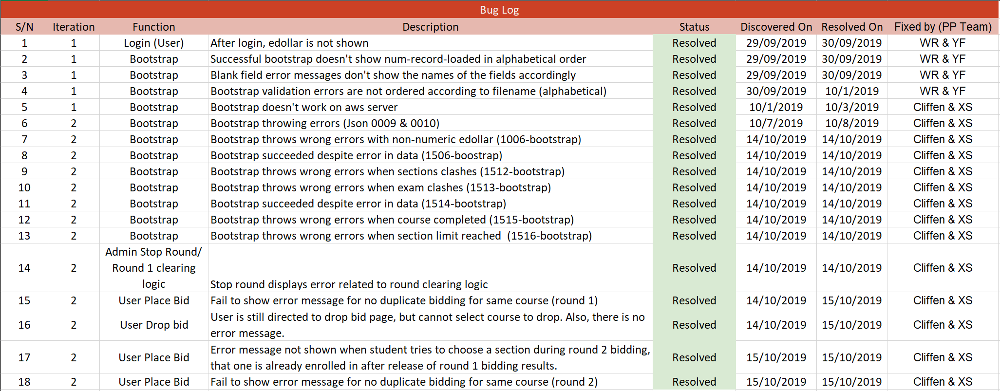 Bug Log
S/N Iteration Function Description Status Discovered On Resolved On Fixed by (PP Team)
1 1 Login (User) After login, edollar is not shown Resolved 29/09/2019 30/09/2019 WR & YF
2 1 Bootstrap Successful bootstrap doesn't show num-record-loaded in alphabetical order Resolved 29/09/2019 30/09/2019 WR & YF
3 1 Bootstrap Blank field error messages don't show the names of the fields accordingly Resolved 29/09/2019 30/09/2019 WR & YF
4 1 Bootstrap Bootstrap validation errors are not ordered according to filename (alphabetical) Resolved 30/09/2019 10/1/2019 WR & YF
5 1 Bootstrap Bootstrap doesn't work on aws server Resolved 10/1/2019 10/3/2019 Cliffen & XS
6 2 Bootstrap Bootstrap throwing errors (Json 0009 & 0010) Resolved 10/7/2019 10/8/2019 Cliffen & XS
7 2 Bootstrap Bootstrap throws wrong errors with non-numeric edollar (1006-bootstrap) Resolved 14/10/2019 14/10/2019 Cliffen & XS
8 2 Bootstrap Bootstrap succeeded despite error in data (1506-boostrap) Resolved 14/10/2019 14/10/2019 Cliffen & XS
9 2 Bootstrap Bootstrap throws wrong errors when sections clashes (1512-bootstrap) Resolved 14/10/2019 14/10/2019 Cliffen & XS
10 2 Bootstrap Bootstrap throws wrong errors when exam clashes (1513-bootstrap) Resolved 14/10/2019 14/10/2019 Cliffen & XS
11 2 Bootstrap Bootstrap succeeded despite error in data (1514-bootstrap) Resolved 14/10/2019 14/10/2019 Cliffen & XS
12 2 Bootstrap Bootstrap throws wrong errors when course completed (1515-bootstrap) Resolved 14/10/2019 14/10/2019 Cliffen & XS
13 2 Bootstrap Bootstrap throws wrong errors when section limit reached  (1516-bootstrap) Resolved 14/10/2019 14/10/2019 Cliffen & XS
Admin Stop Round/
14 2 Round 1 clearing Resolved 14/10/2019 14/10/2019 Cliffen & XS
logic Stop round displays error related to round clearing logic
15 2 User Place Bid Fail to show error message for no duplicate bidding for same course (round 1) Resolved 14/10/2019 15/10/2019 Cliffen & XS
16 2 User Drop bid User is still directed to drop bid page, but cannot select course to drop. Also, there is no
error message. Resolved 14/10/2019 15/10/2019 Cliffen & XS
17 2 User Place Bid Error message not shown when student tries to choose a section during round 2 bidding,
that one is already enrolled in after release of round 1 bidding results. Resolved 15/10/2019 15/10/2019 Cliffen & XS
18 2 User Place Bid Fail to show error message for no duplicate bidding for same course (round 2) Resolved 15/10/2019 15/10/2019 Cliffen & XS